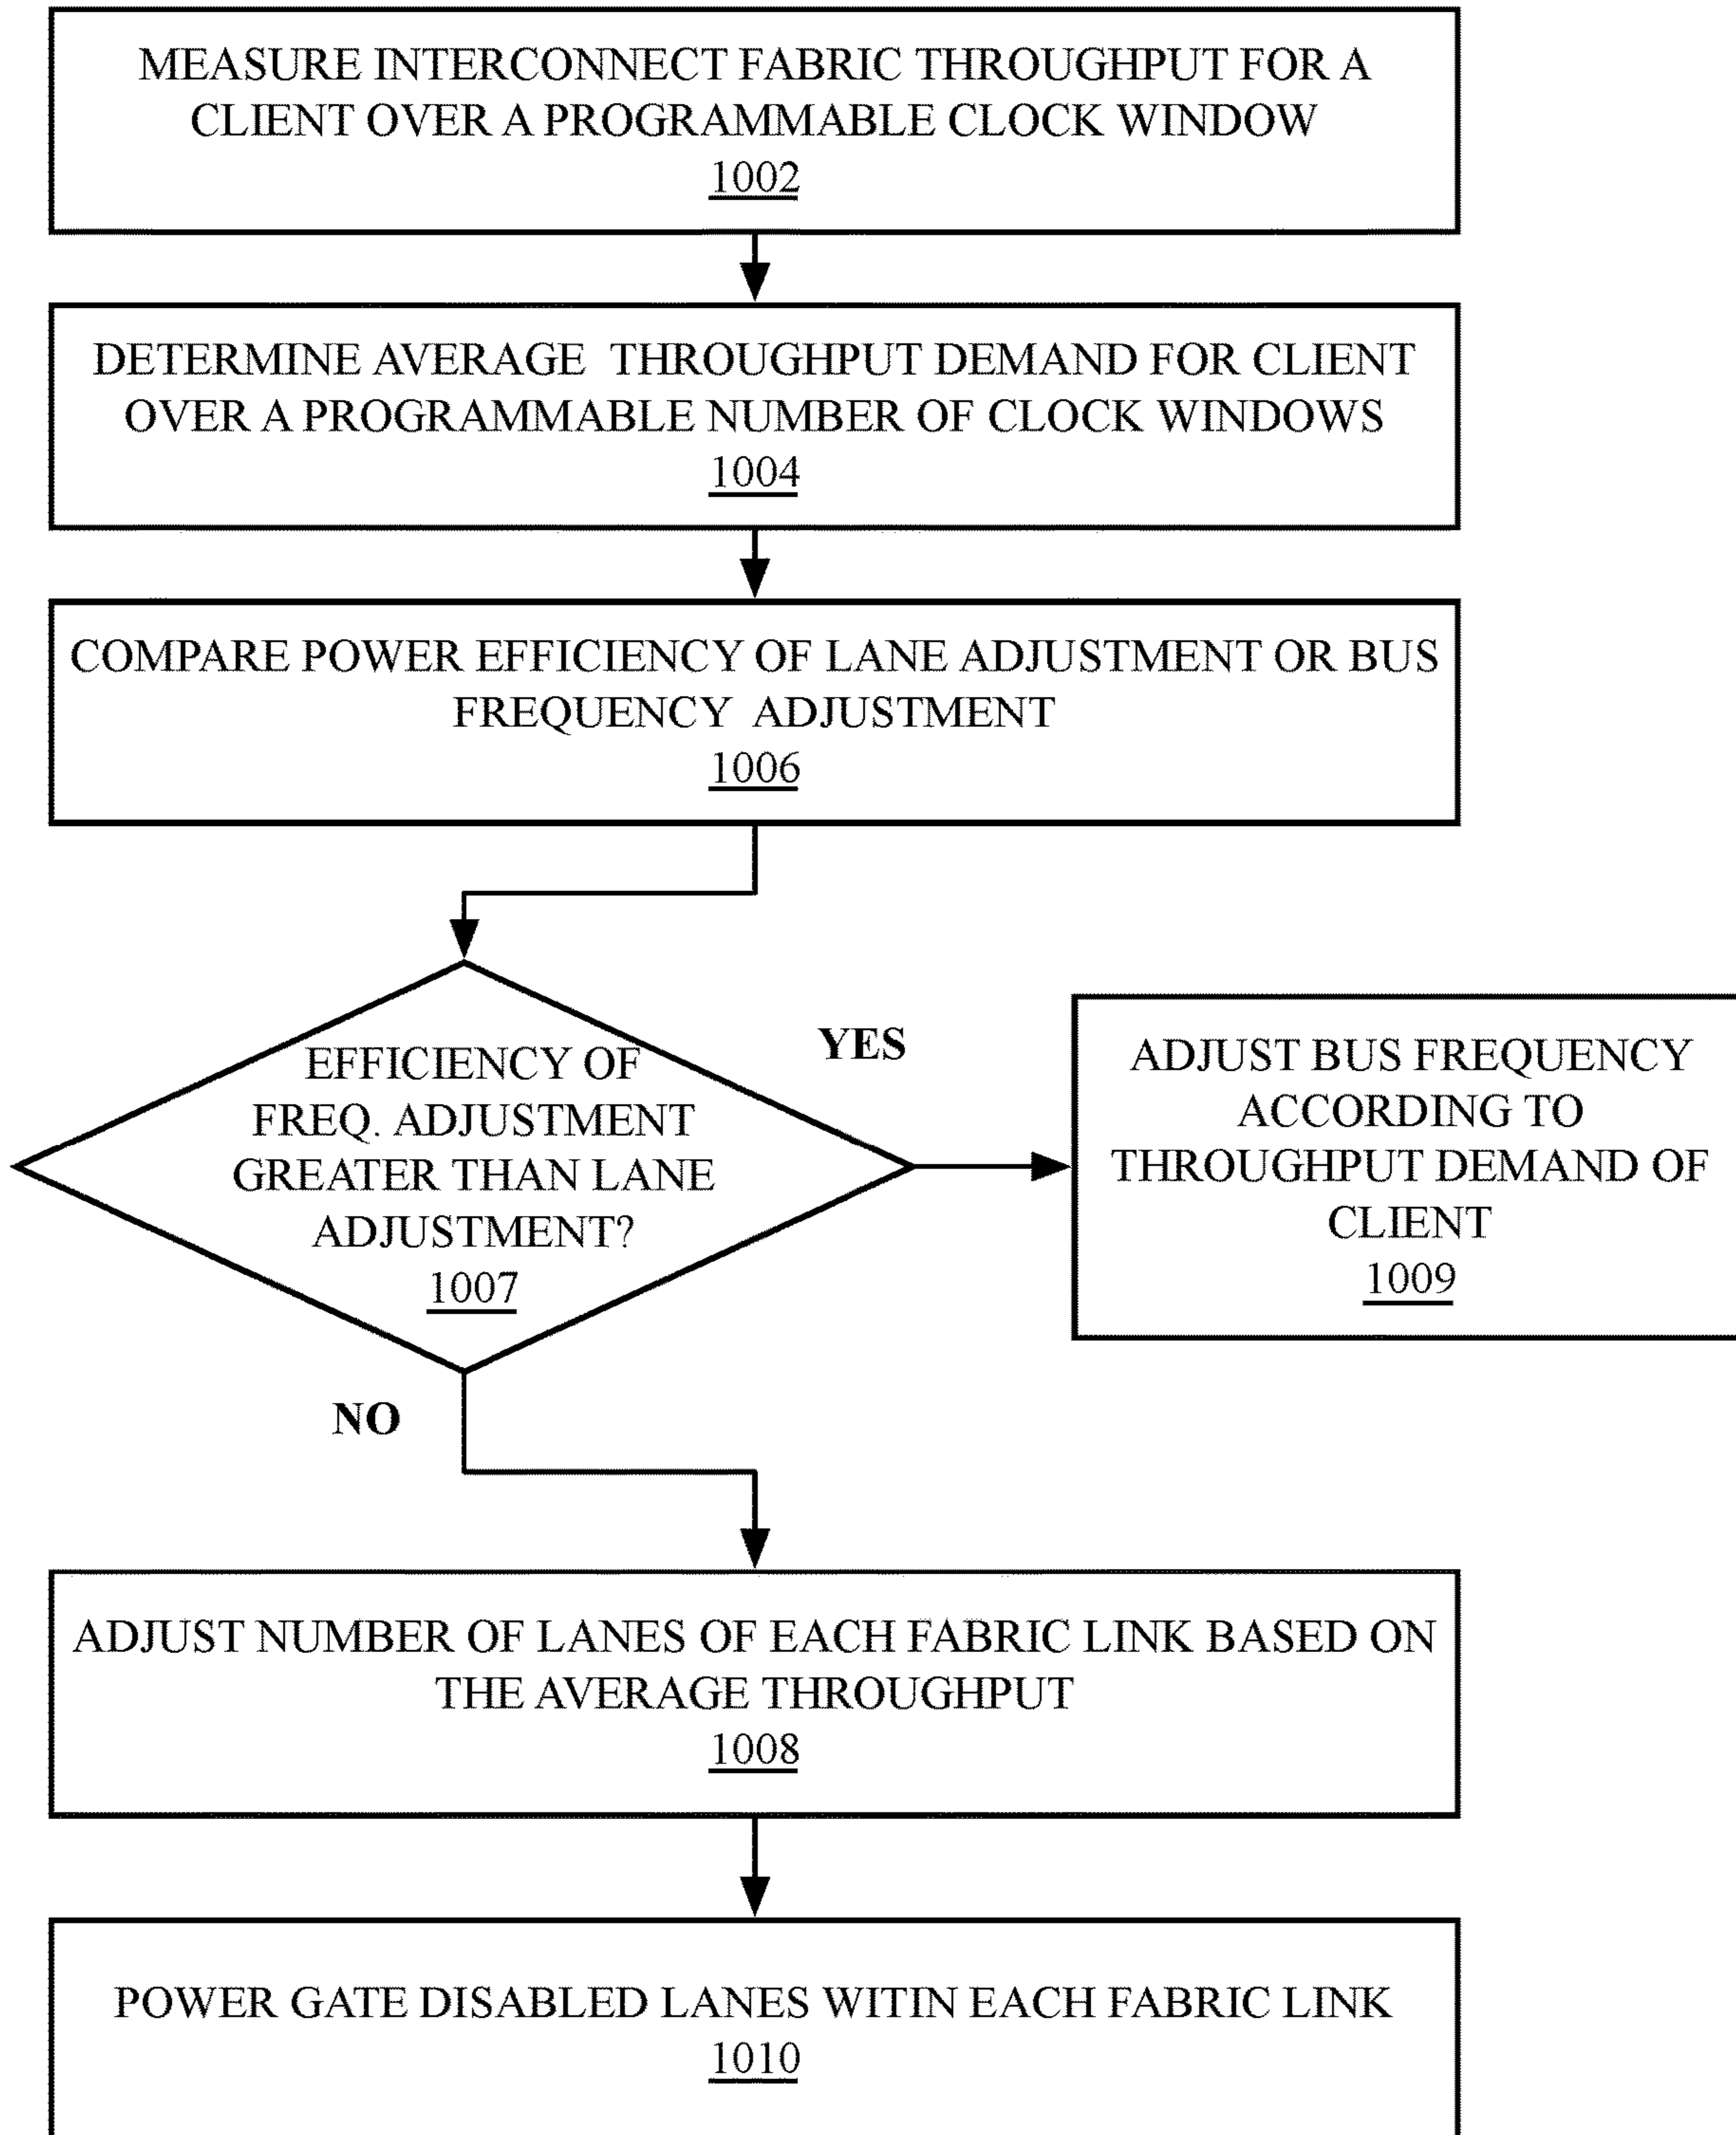 MEASURE INTERCONNECT FABRIC THROUGHPUT FOR A
CLIENT OVER A PROGRAMMABLE CLOCK WINDOW
1002
DETERMINE AVERAGE THROUGHPUT DEMAND FOR CLIENT
OVER A PROGRAMMABLE NUMBER OF CLOCK WINDOWS
1004
COMPARE POWER EFFICIENCY OF LANE ADJUSTMENT OR BUS
FREQUENCY ADJUSTMENT
1006
EFFICIENCY OF
FREQ. ADJUSTMENT
GREATER THAN LANE
ADJUSTMENT?
1007
YES
ADJUST BUS FREQUENCY
ACCORDING TO
THROUGHPUT DEMAND OF
CLIENT
1009
NO
ADJUST NUMBER OF LANES OF EACH FABRIC LINK BASED ON
THE AVERAGE THROUGHPUT
1008
POWER GATE DISABLED LANES WITIN EACH FABRIC LINK
1010